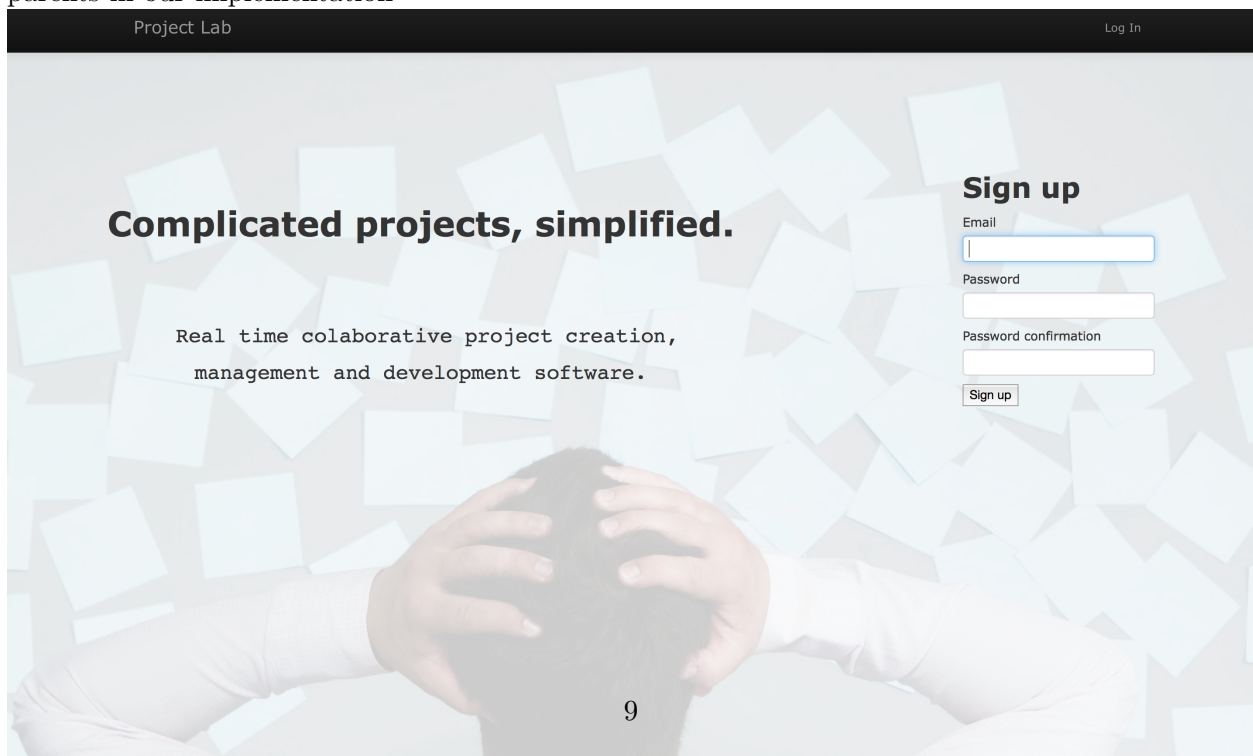 parents in our implementation
Project Lab
Log In
Complicated projects, simplified.
Real time colaborative project creation,
management and development software.
Sign up
Email
Password
Password confirmation
Sign up
9